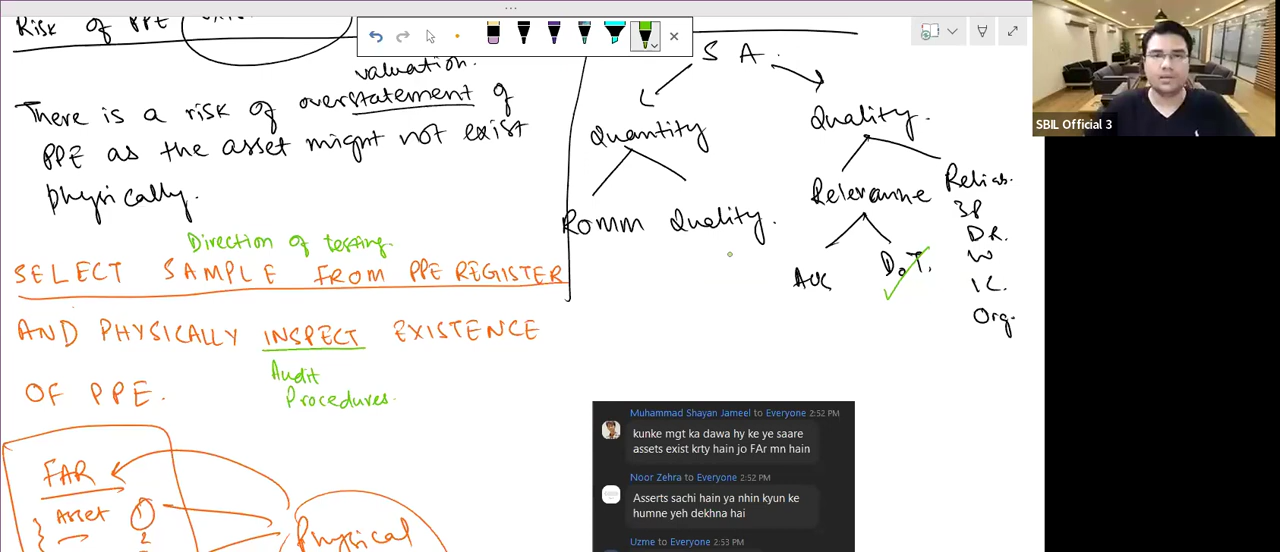 Risk of PPE
valuation.
There is a risk of overstatement of
PPE as the asset might not exist
physically.
Direction of testing.
SELECT SAMPLE FROM PPE REGISTER
AND PHYSICALLY INSPECT EXISTENCE
Audit
Procedures.
OF PPE.
FAR
Asset 1
2
Physical
S A.
Quantity
Quality.
Romm Quality.
Relevanne
Reliab.
3P
D.R.
W
I C.
Org.
D.o.T.
SBIL Official 3
Muhammad Shayan Jameel to Everyone 2:52 PM
kunke mgt ka dawa hy ke ye saare
assets exist krty hain jo FAr mn hain
Noor Zehra to Everyone 2:52 PM
Asserts sachi hain ya nhin kyun ke
humne yeh dekhna hai
Uzme to Everyone 2:53 PM